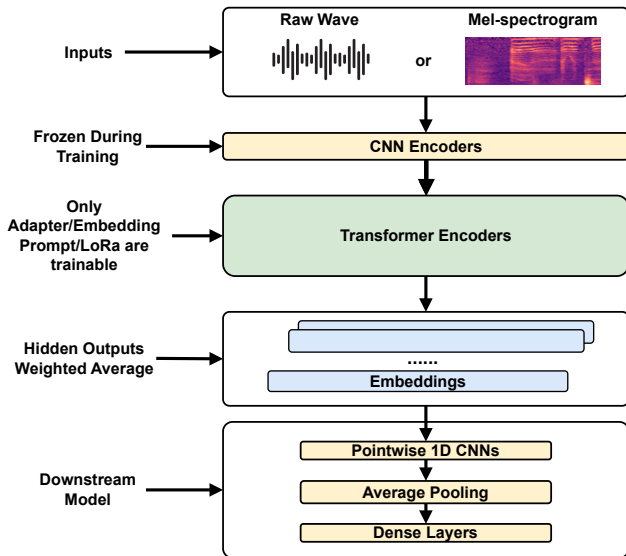 Raw Wave
Mel-spectrogram
Inputs
or
Frozen During
Training
CNN Encoders
Only
Adapter/Embedding
Prompt/LoRa are
trainable
Transformer Encoders
Hidden Outputs
Weighted Average
......
Embeddings
Downstream
Model
Pointwise 1D CNNs
Average Pooling
Dense Layers